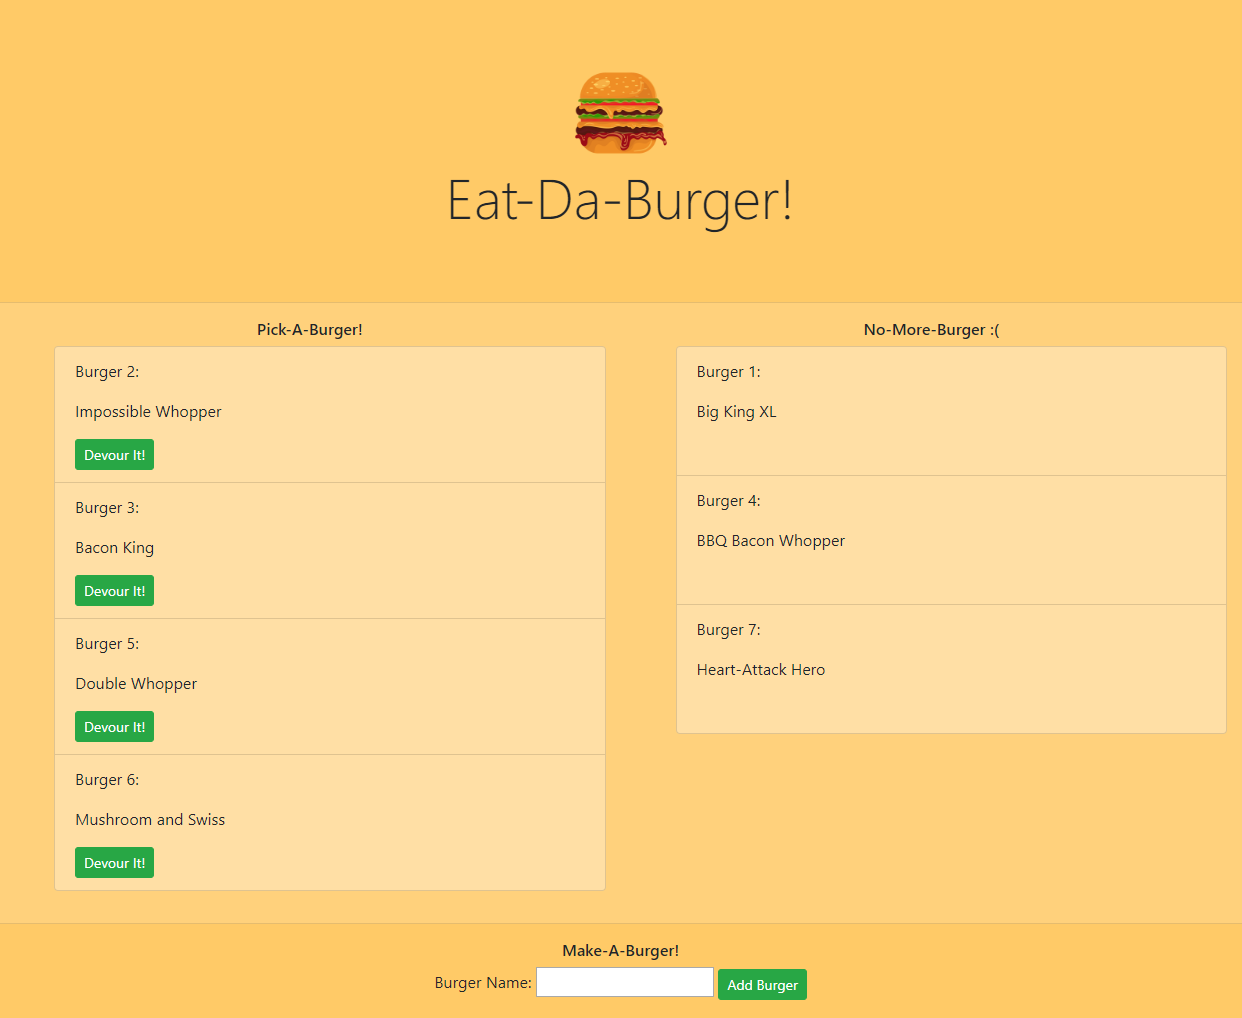 Eat-Da-Burger!
Pick-A-Burger!
Burger 2:
Impossible Whopper
Devour It!
Burger 3:
Bacon King
Devour It!
Burger 5:
Double Whopper
Devour It!
Burger 6:
Mushroom and Swiss
Devour It!
No-More-Burger :(
Burger 1:
Big King XL
Burger 4:
BBQ Bacon Whopper
Burger 7:
Heart-Attack Hero
Make-A-Burger!
Burger Name: Add Burger